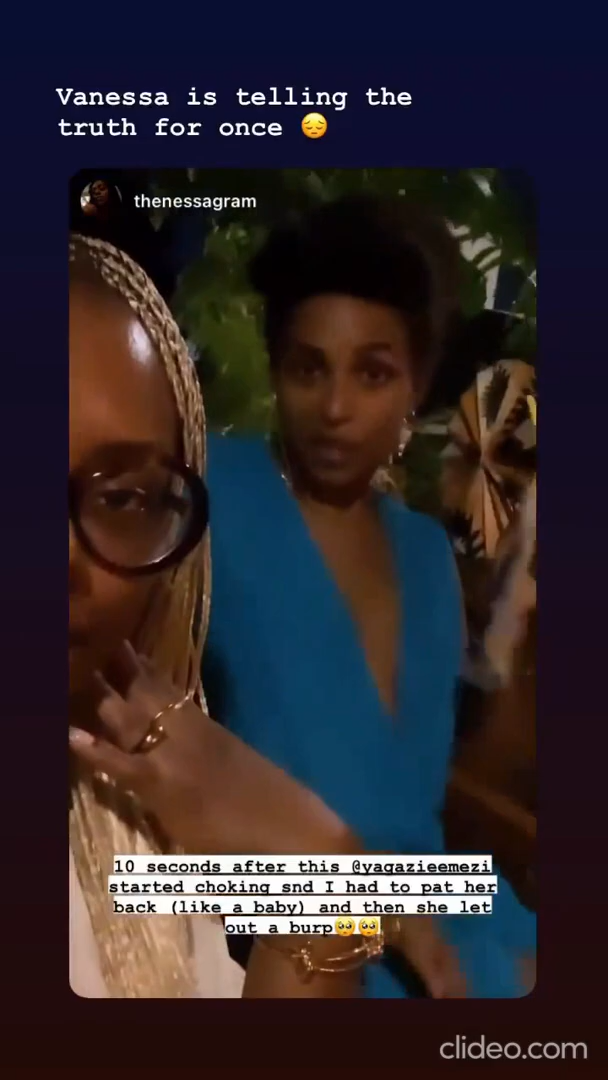 Vanessa is telling the
truth for once 😔
thenessagram
10 seconds after this @yagazieemezi
started choking snd I had to pat her
back (like a baby) and then she let
out a burp🥺🥺
clideo.com